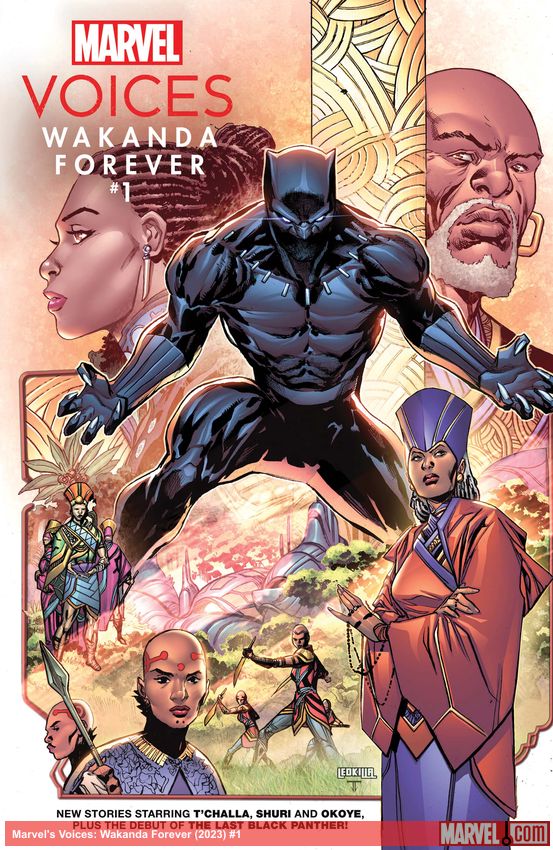 MARVEL
VOICES
WAKANDA
FOREVER
#1
LEDKILLA
NEW STORIES STARRING T'CHALLA, SHURI AND OKOYE,
PLUS THE DEBUT OF THE LAST BLACK PANTHER!
Marvel's Voices: Wakanda Forever (2023) #1
MARVEL.com